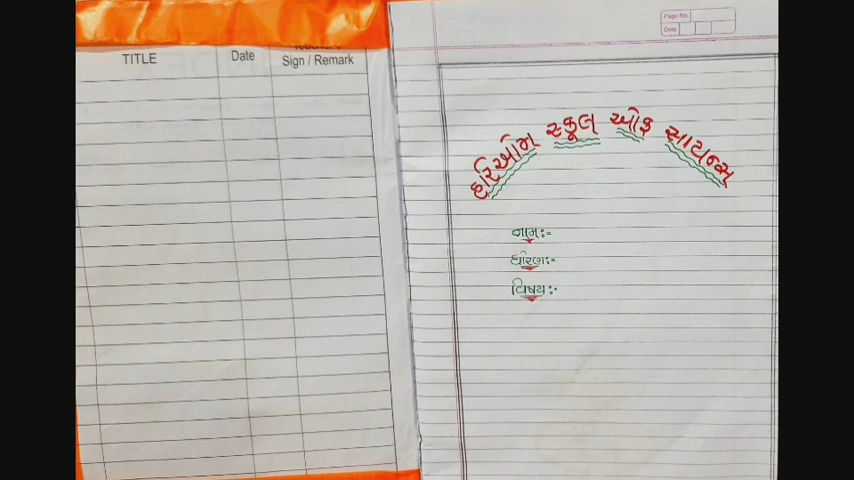 TITLE
Date
Sign / Remark
Page No.
Date
હરિઓમ સ્કૂલ ઓફ સાયન્સ
નામ:-
ધોરણ:-
વિષય:-